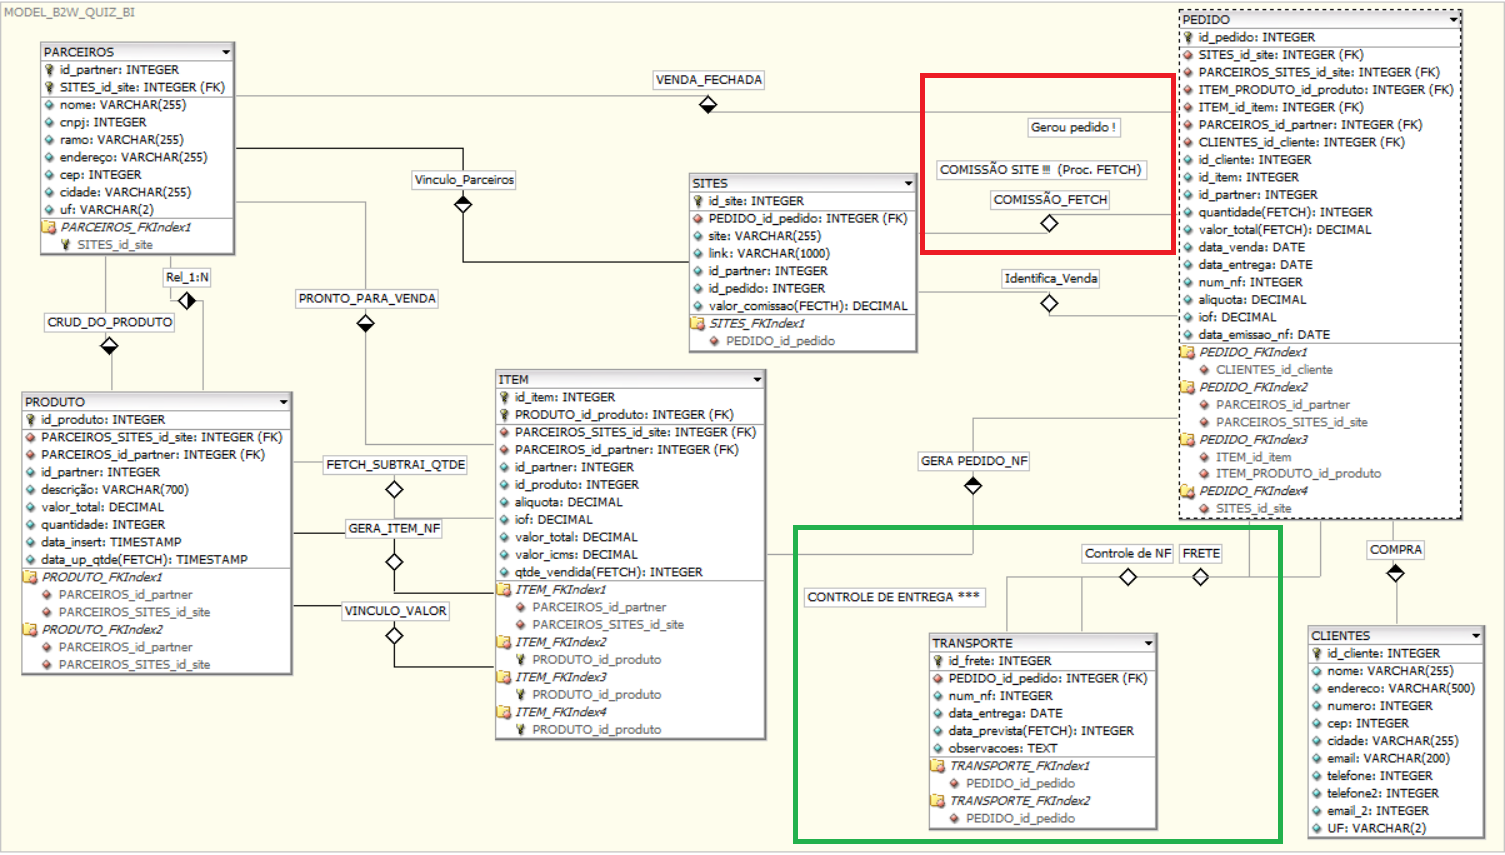 MODEL_B2W_QUIZ_BI
PARCEIROS
id_partner: INTEGER
SITES_id_site: INTEGER (FK)
nome: VARCHAR(255)
cnpj: INTEGER
ramo: VARCHAR(255)
endereço: VARCHAR(255)
cep: INTEGER
cidade: VARCHAR(255)
uf: VARCHAR(2)
PARCEIROS_FKIndex1
SITES_id_site
VENDA_FECHADA
Vinculo_Parceiros
Rel_1:N
CRUD_DO_PRODUTO
PRONTO_PARA_VENDA
SITES
id_site: INTEGER
PEDIDO_id_pedido: INTEGER (FK)
site: VARCHAR(255)
link: VARCHAR(1000)
id_partner: INTEGER
id_pedido: INTEGER
valor_comissao(FECTH): DECIMAL
SITES_FKIndex1
PEDIDO_id_pedido
Gerou pedido !
COMISSÃO SITE !!! (Proc. FETCH)
COMISSÃO_FETCH
Identifica_Venda
PEDIDO
id_pedido: INTEGER
SITES_id_site: INTEGER (FK)
PARCEIROS_SITES_id_site: INTEGER (FK)
ITEM_PRODUTO_id_produto: INTEGER (FK)
ITEM_id_item: INTEGER (FK)
PARCEIROS_id_partner: INTEGER (FK)
CLIENTES_id_cliente: INTEGER (FK)
id_cliente: INTEGER
id_item: INTEGER
id_partner: INTEGER
quantidade(FETCH): INTEGER
valor_total(FETCH): DECIMAL
data_venda: DATE
data_entrega: DATE
num_nf: INTEGER
aliquota: DECIMAL
iof: DECIMAL
data_emissao_nf: DATE
PEDIDO_FKIndex1
CLIENTES_id_cliente
PEDIDO_FKIndex2
PARCEIROS_id_partner
PARCEIROS_SITES_id_site
PEDIDO_FKIndex3
ITEM_id_item
ITEM_PRODUTO_id_produto
PEDIDO_FKIndex4
SITES_id_site
PRODUTO
id_produto: INTEGER
PARCEIROS_SITES_id_site: INTEGER (FK)
PARCEIROS_id_partner: INTEGER (FK)
id_partner: INTEGER
descrição: VARCHAR(700)
valor_total: DECIMAL
quantidade: INTEGER
data_insert: TIMESTAMP
data_up_qtde(FETCH): TIMESTAMP
PRODUTO_FKIndex1
PARCEIROS_id_partner
PARCEIROS_SITES_id_site
PRODUTO_FKIndex2
PARCEIROS_id_partner
PARCEIROS_SITES_id_site
FETCH_SUBTRAI_QTDE
GERA_ITEM_NF
VINCULO_VALOR
ITEM
id_item: INTEGER
PRODUTO_id_produto: INTEGER (FK)
PARCEIROS_SITES_id_site: INTEGER (FK)
PARCEIROS_id_partner: INTEGER (FK)
id_partner: INTEGER
id_produto: INTEGER
aliquota: DECIMAL
iof: DECIMAL
valor_total: DECIMAL
valor_icms: DECIMAL
qtde_vendida(FETCH): INTEGER
ITEM_FKIndex1
PARCEIROS_id_partner
PARCEIROS_SITES_id_site
ITEM_FKIndex2
PRODUTO_id_produto
ITEM_FKIndex3
PRODUTO_id_produto
ITEM_FKIndex4
PRODUTO_id_produto
GERA PEDIDO_NF
Controle de NF
FRETE
CONTROLE DE ENTREGA ***
TRANSPORTE
id_frete: INTEGER
PEDIDO_id_pedido: INTEGER (FK)
num_nf: INTEGER
data_entrega: DATE
data_prevista(FETCH): INTEGER
observacoes: TEXT
TRANSPORTE_FKIndex1
PEDIDO_id_pedido
TRANSPORTE_FKIndex2
PEDIDO_id_pedido
COMPRA
CLIENTES
id_cliente: INTEGER
nome: VARCHAR(255)
endereco: VARCHAR(500)
numero: INTEGER
cep: INTEGER
cidade: VARCHAR(255)
email: VARCHAR(200)
telefone: INTEGER
telefone2: INTEGER
email_2: INTEGER
UF: VARCHAR(2)